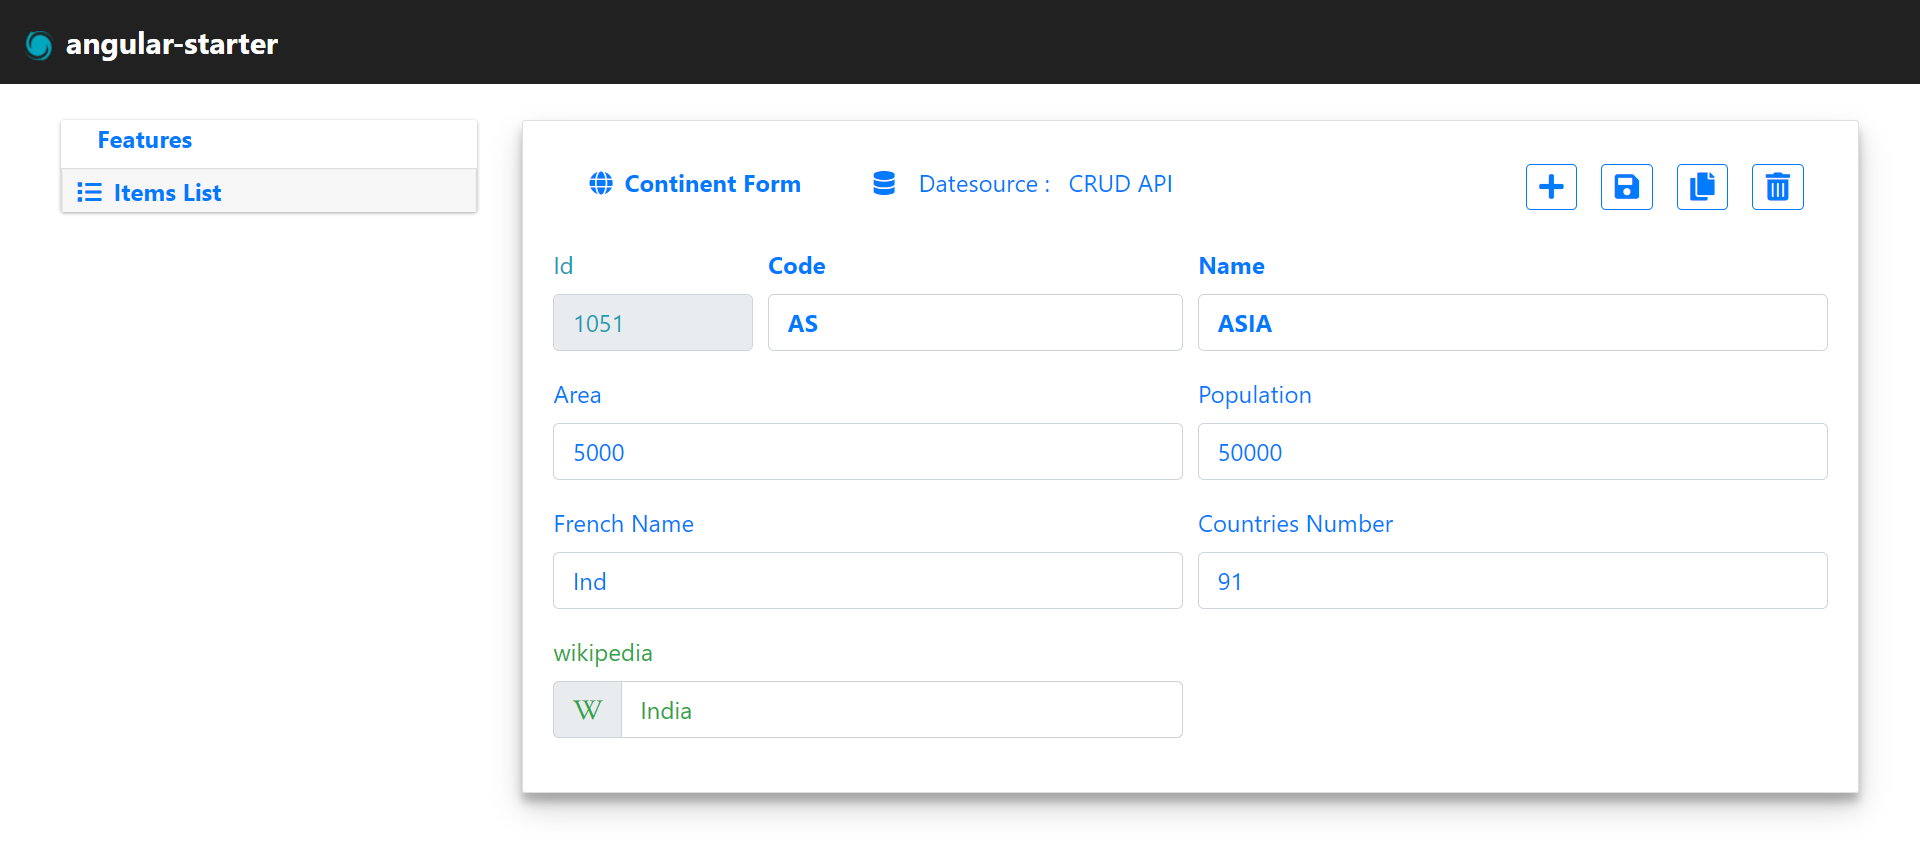 angular-starter
Features
Items List
Continent Form
Datesource : CRUD API
Id
Code
Name
1051
AS
ASIA
Area
Population
5000
50000
French Name
Countries Number
Ind
91
wikipedia
W
India